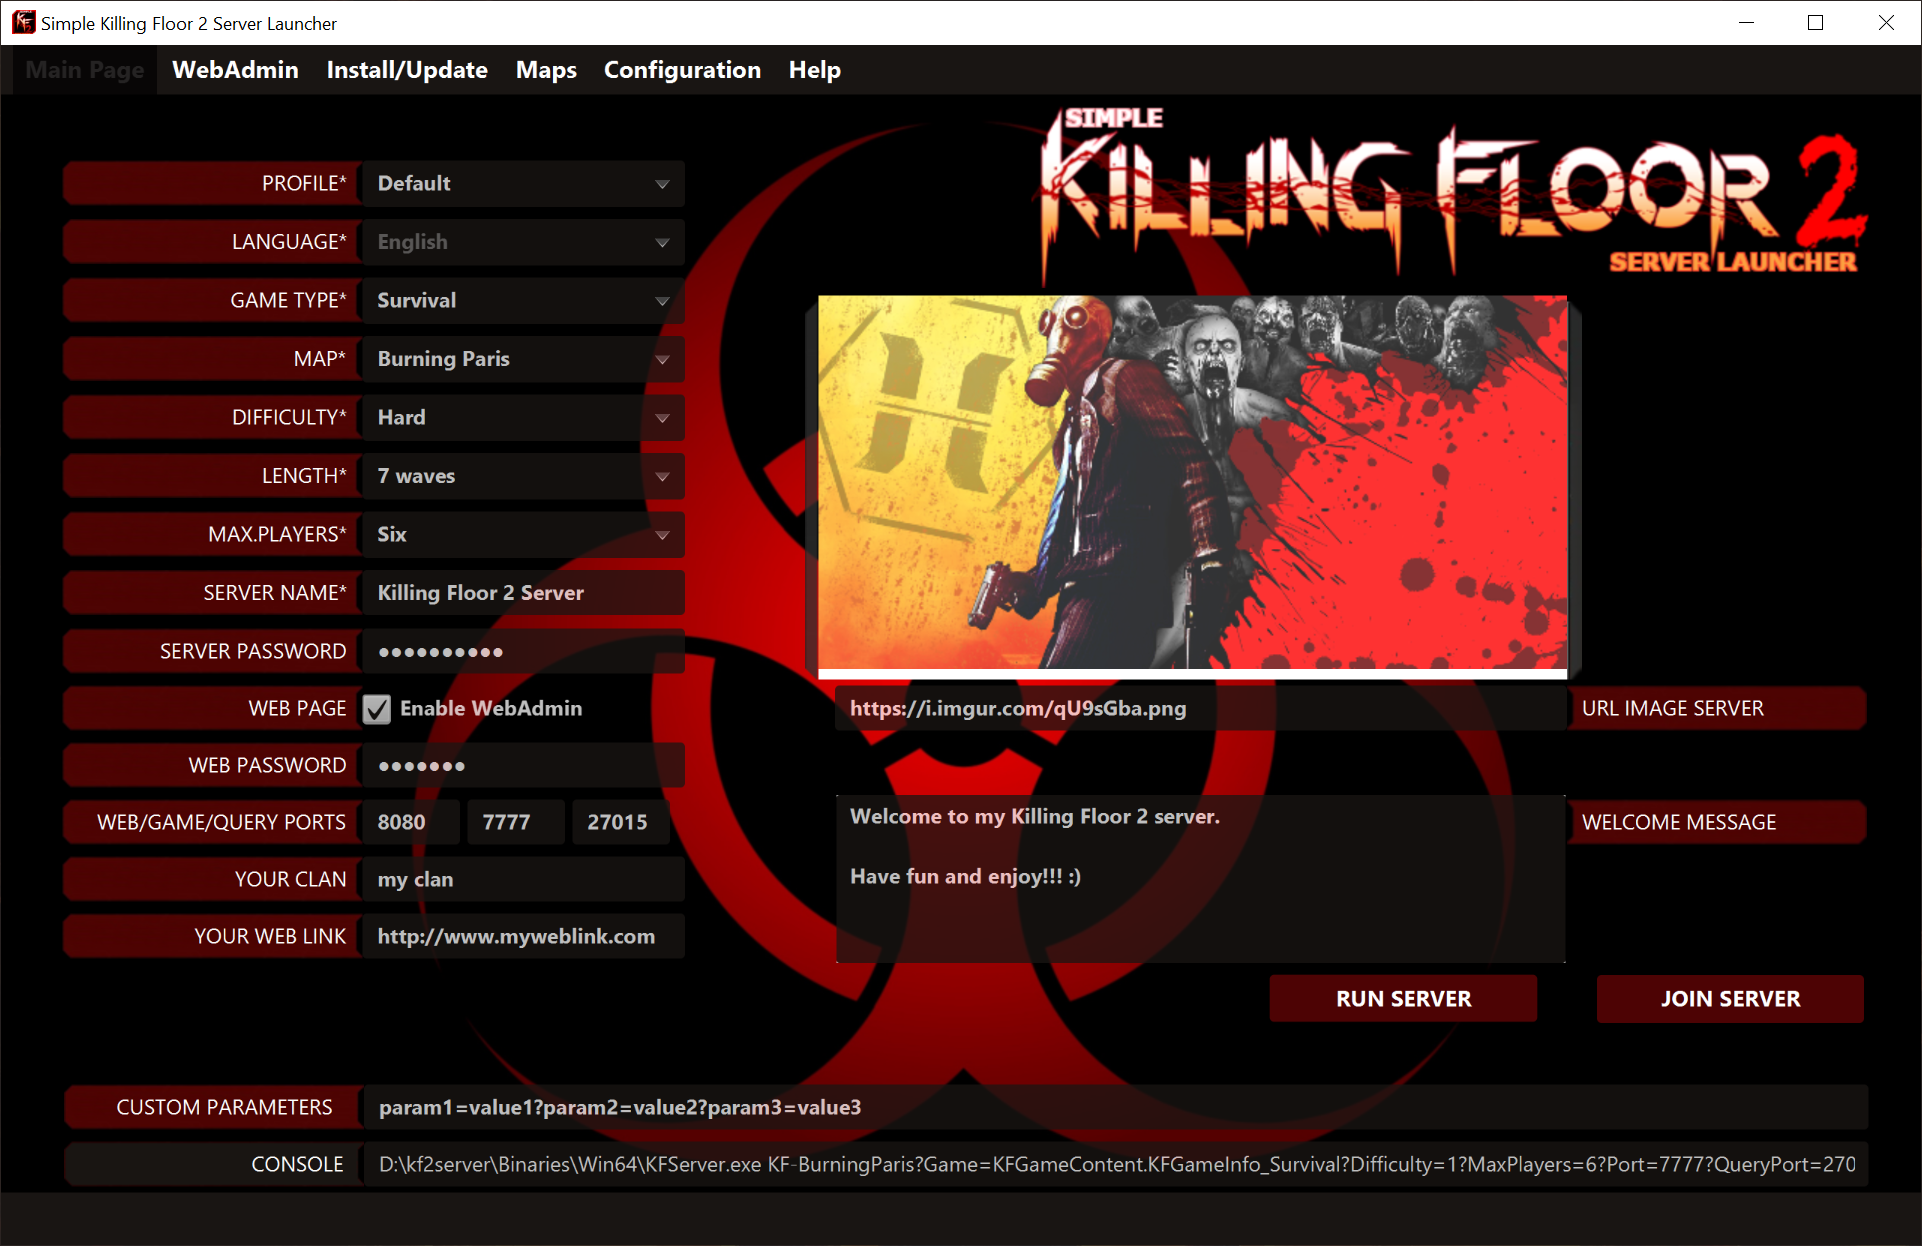 Simple Killing Floor 2 Server Launcher
Main Page WebAdmin Install/Update Maps Configuration Help
SIMPLE
KILLING FLOOR 2
SERVER LAUNCHER
PROFILE* Default
LANGUAGE* English
GAME TYPE* Survival
MAP* Burning Paris
DIFFICULTY* Hard
LENGTH* 7 waves
MAX.PLAYERS* Six
SERVER NAME* Killing Floor 2 Server
SERVER PASSWORD ●●●●●●●●●●
WEB PAGE Enable WebAdmin
WEB PASSWORD ●●●●●●●
WEB/GAME/QUERY PORTS 8080 7777 27015
YOUR CLAN my clan
YOUR WEB LINK http://www.myweblink.com
https://i.imgur.com/qU9sGba.png URL IMAGE SERVER
Welcome to my Killing Floor 2 server. WELCOME MESSAGE
Have fun and enjoy!!! :)
RUN SERVER JOIN SERVER
CUSTOM PARAMETERS param1=value1?param2=value2?param3=value3
CONSOLE D:\kf2server\Binaries\Win64\KFServer.exe KF-BurningParis?Game=KFGameContent.KFGameInfo_Survival?Difficulty=1?MaxPlayers=6?Port=7777?QueryPort=270